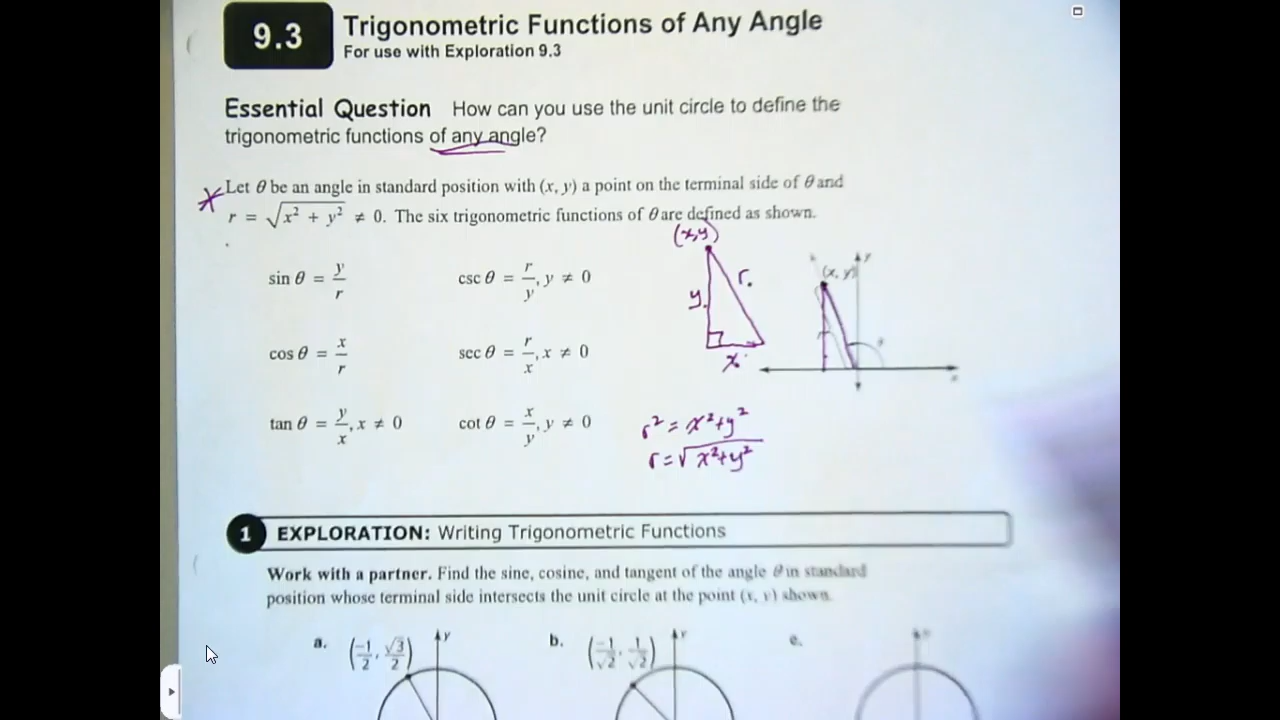 9.3
Trigonometric Functions of Any Angle
For use with Exploration 9.3
Essential Question How can you use the unit circle to define the
trigonometric functions of any angle?
Let θ be an angle in standard position with (x, y) a point on the terminal side of θ and
r = √(x² + y²) ≠ 0. The six trigonometric functions of θ are defined as shown.
sin θ = y/r
csc θ = r/y, y ≠ 0
cos θ = x/r
sec θ = r/x, x ≠ 0
tan θ = y/x, x ≠ 0
cot θ = x/y, y ≠ 0
(x,y)
y
r
x
(x, y)
y
θ
x
r² = x²+y²
r = √(x²+y²)
1 EXPLORATION: Writing Trigonometric Functions
Work with a partner. Find the sine, cosine, and tangent of the angle θ in standard
position whose terminal side intersects the unit circle at the point (x, y) shown.
a. (-1/2, √3/2) y
b. (-1/√2, 1/√2) y